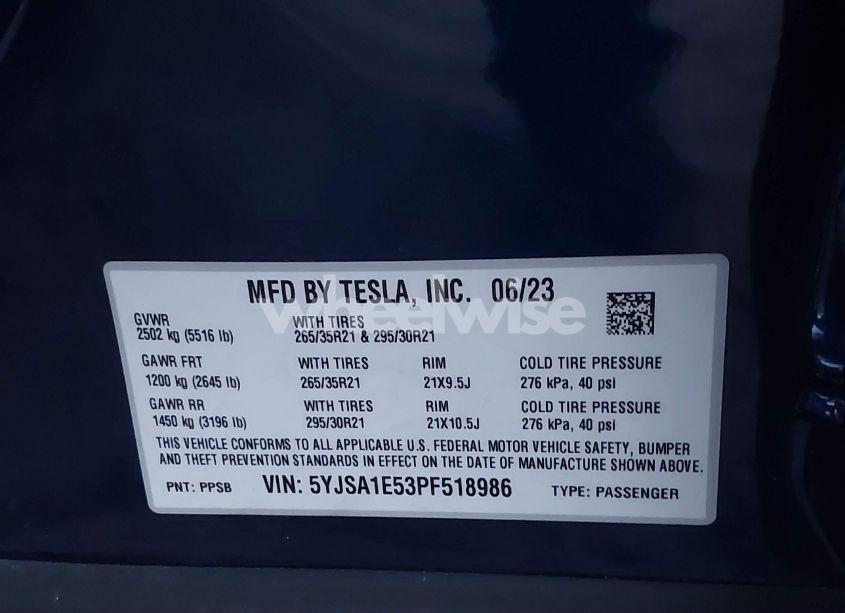 MFD BY TESLA, INC. 06/23
GVWR WITH TIRES
2502 kg (5516 lb) 265/35R21 & 295/30R21
GAWR FRT WITH TIRES RIM COLD TIRE PRESSURE
1200 kg (2645 lb) 265/35R21 21X9.5J 276 kPa, 40 psi
GAWR RR WITH TIRES RIM COLD TIRE PRESSURE
1450 kg (3196 lb) 295/30R21 21X10.5J 276 kPa, 40 psi
THIS VEHICLE CONFORMS TO ALL APPLICABLE U.S. FEDERAL MOTOR VEHICLE SAFETY, BUMPER
AND THEFT PREVENTION STANDARDS IN EFFECT ON THE DATE OF MANUFACTURE SHOWN ABOVE.
PNT: PPSB VIN: 5YJSA1E53PF518986 TYPE: PASSENGER
wheelwise